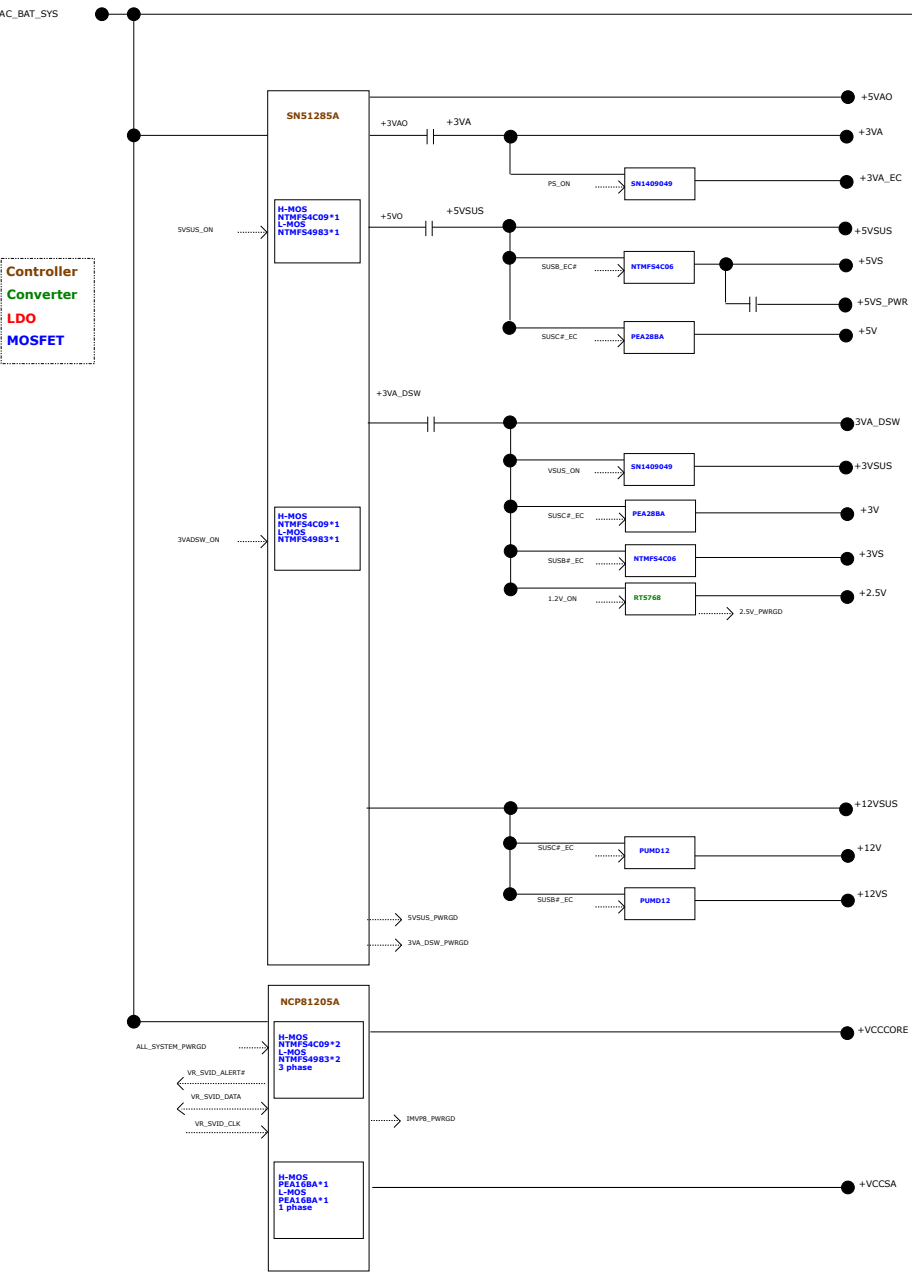 AC_BAT_SYS
SN51285A
+5VAO
+3VAO
+3VA
+3VA
PS_ON
SN1409049
+3VA_EC
H-MOS
NTMFS4C09*1
L-MOS
NTMFS4983*1
5VSUS_ON
+5VO
+5VSUS
+5VSUS
SUSB_EC#
NTMFS4C06
+5VS
+5VS_PWR
SUSC#_EC
PEA28BA
+5V
Controller
Converter
LDO
MOSFET
+3VA_DSW
3VA_DSW
VSUS_ON
SN1409049
+3VSUS
SUSC#_EC
PEA28BA
+3V
H-MOS
NTMFS4C09*1
L-MOS
NTMFS4983*1
3VADSW_ON
SUSB#_EC
NTMFS4C06
+3VS
1.2V_ON
RT5768
+2.5V
2.5V_PWRGD
+12VSUS
SUSC#_EC
PUMD12
+12V
SUSB#_EC
PUMD12
+12VS
5VSUS_PWRGD
3VA_DSW_PWRGD
NCP81205A
H-MOS
NTMFS4C09*2
L-MOS
NTMFS4983*2
3 phase
+VCCCORE
ALL_SYSTEM_PWRGD
VR_SVID_ALERT#
VR_SVID_DATA
VR_SVID_CLK
IMVP8_PWRGD
H-MOS
PEA16BA*1
L-MOS
PEA16BA*1
1 phase
+VCCSA